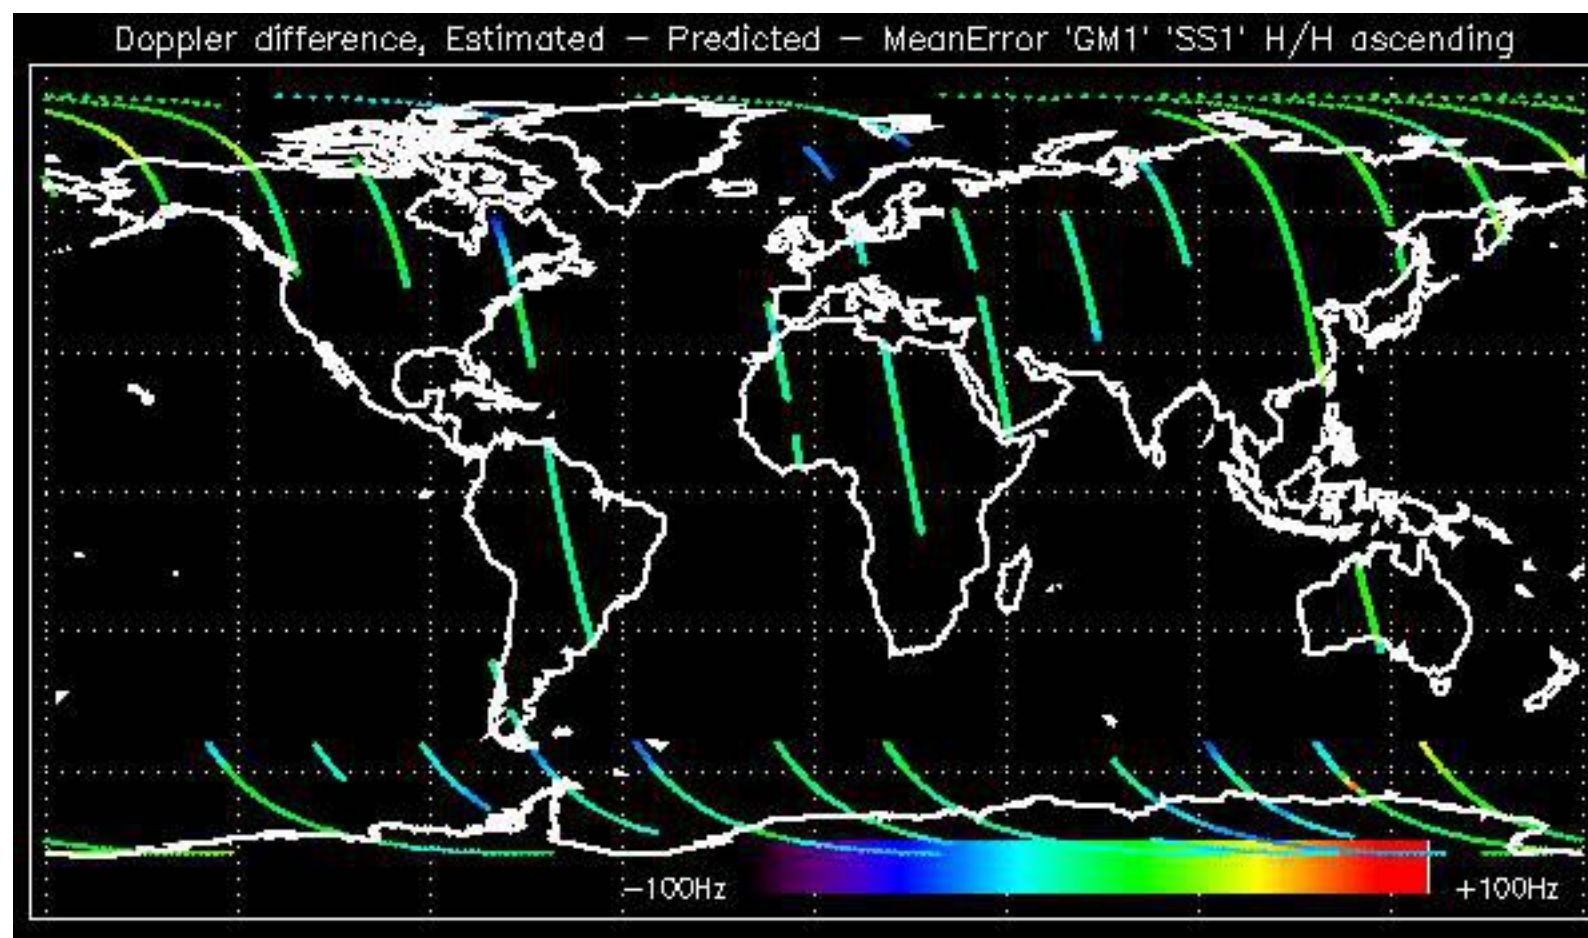 Doppler difference, Estimated – Predicted – MeanError 'GM1' 'SS1' H/H ascending
−100Hz
+100Hz